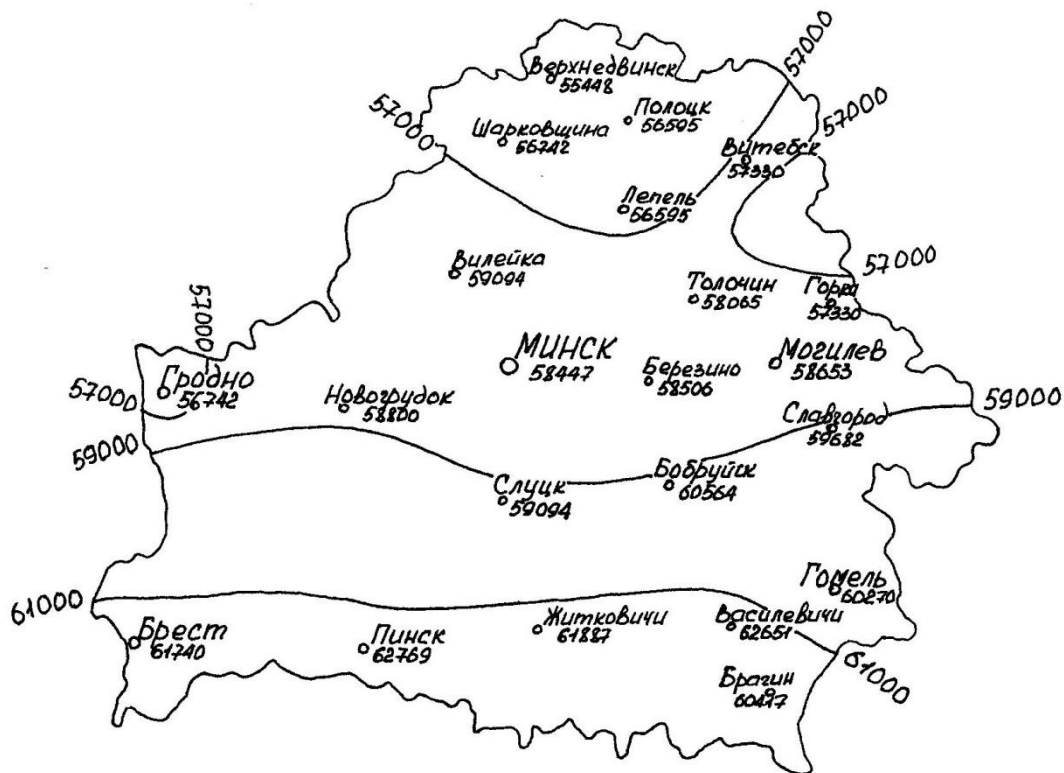 57000
Верхнедвинск
55448
57000
57000
Полоцк
56595
Шарковщина
56742
Витебск
57330
Лепель
56595
Вилейка
59094
57000
Толочин
58065
Горки
57330
57000
МИНСК
58447
Могилев
58653
Березино
58506
Гродно
56742
57000
Новогрудок
58800
59000
Славгород
59682
59000
Бобруйск
60564
Слуцк
59094
Гомель
60270
61000
Василевичи
62651
Житковичи
61887
Брест
61740
Пинск
62769
61000
Брагин
60417